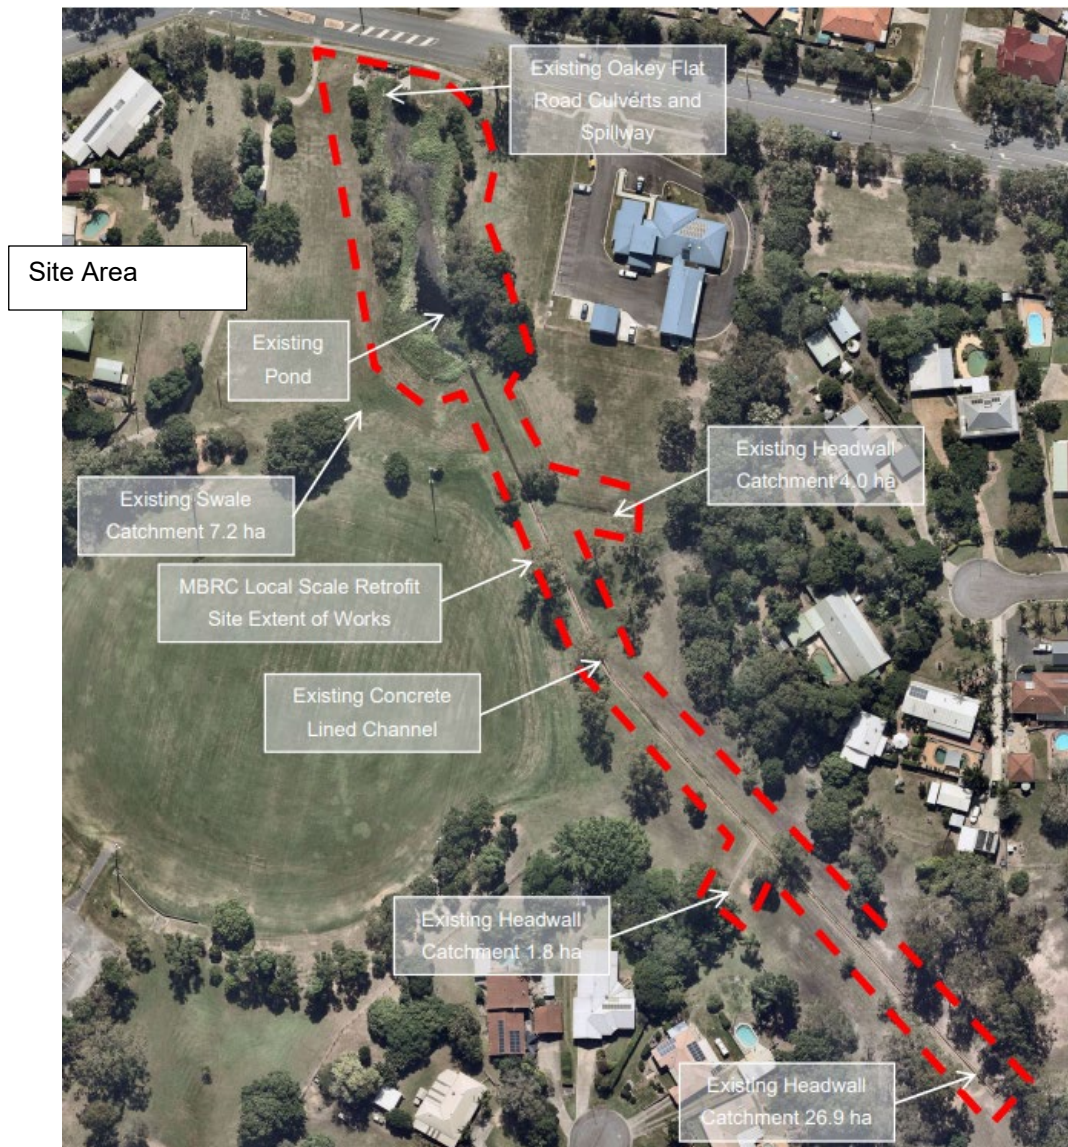 Existing Oakey Flat
Road Culverts and
Spillway
Site Area
Existing
Pond
Existing Headwall
Catchment 4.0 ha
Existing Swale
Catchment 7.2 ha
MBRC Local Scale Retrofit
Site Extent of Works
Existing Concrete
Lined Channel
Existing Headwall
Catchment 1.8 ha
Existing Headwall
Catchment 26.9 ha